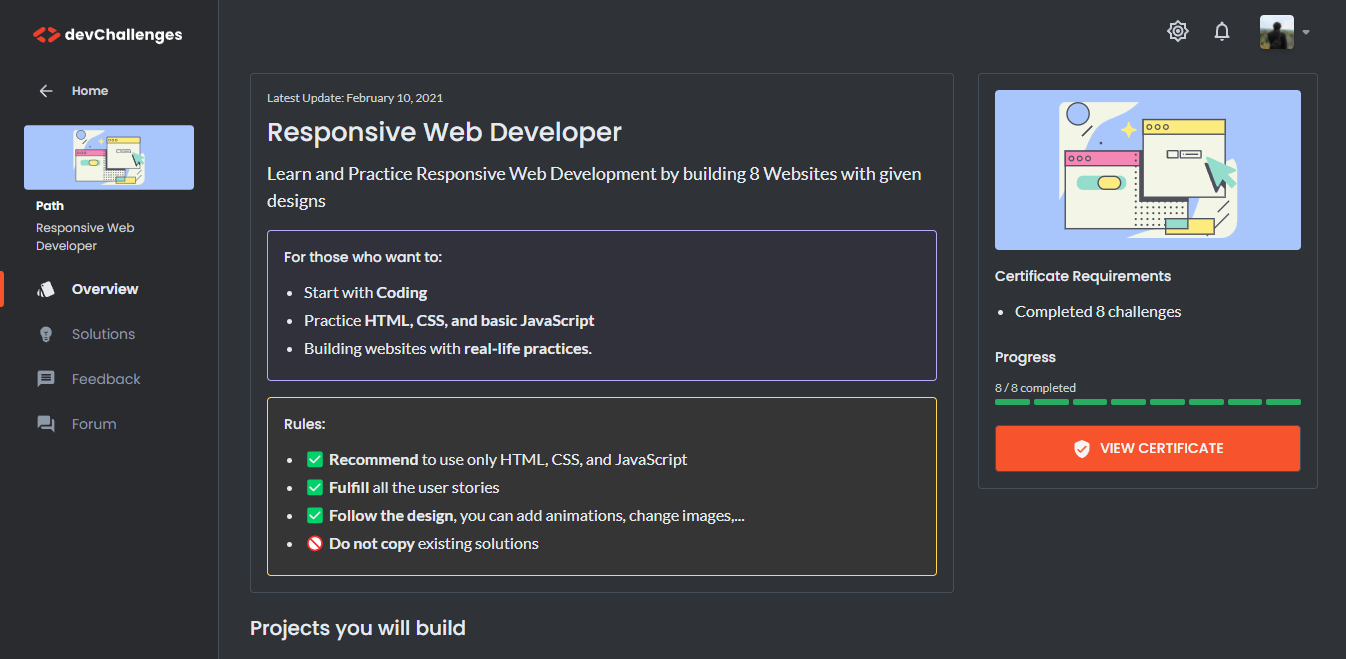 devChallenges
Home
Path
Responsive Web
Developer
Overview
Solutions
Feedback
Forum
Latest Update: February 10, 2021
Responsive Web Developer
Learn and Practice Responsive Web Development by building 8 Websites with given
designs
For those who want to:
Start with Coding
Practice HTML, CSS, and basic JavaScript
Building websites with real-life practices.
Rules:
✅ Recommend to use only HTML, CSS, and JavaScript
✅ Fulfill all the user stories
✅ Follow the design, you can add animations, change images,...
🚫 Do not copy existing solutions
Projects you will build
Certificate Requirements
Completed 8 challenges
Progress
8 / 8 completed
VIEW CERTIFICATE